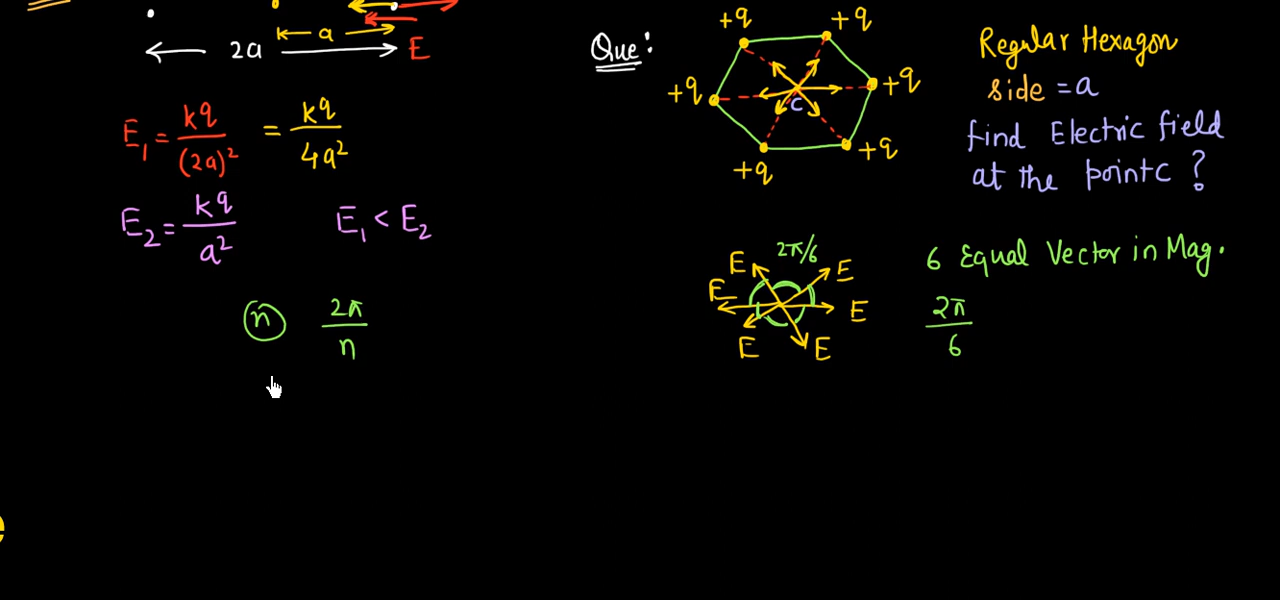 a
2a
E
E₁ = kq/(2a)² = kq/4a²
E₂ = kq/a²
E₁ < E₂
n 2π/n
Que:
+q +q
+q +q
+q +q
C
Regular Hexagon
side = a
find Electric field
at the point c ?
2π/6
E E
E E
E E
6 Equal Vector in Mag.
2π/6